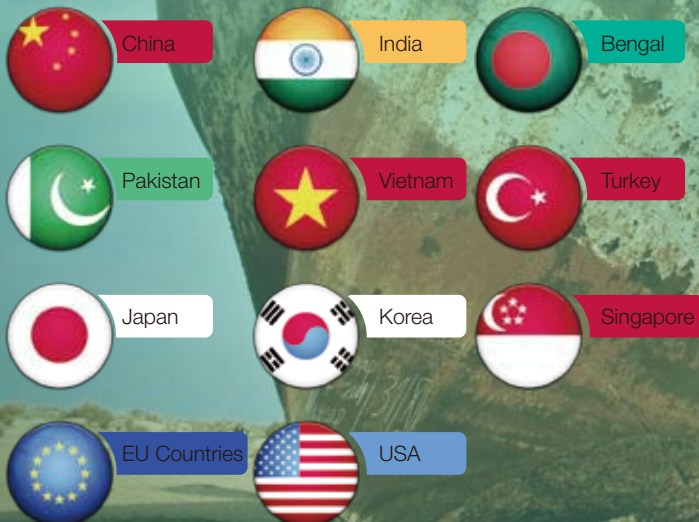 China
India
Bengal
Pakistan
Vietnam
Turkey
Japan
Korea
Singapore
EU Countries
USA